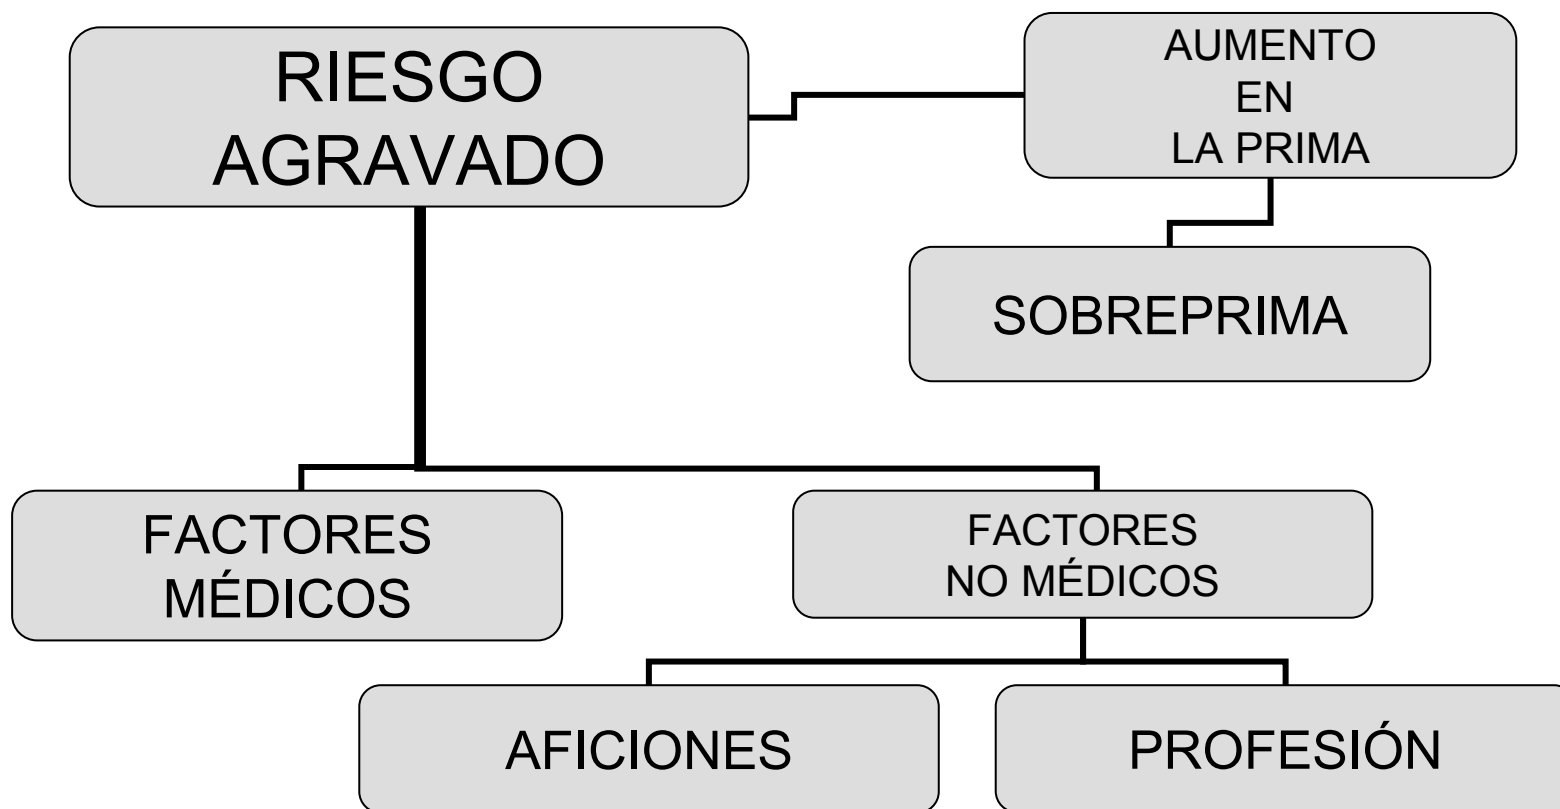 RIESGO
AGRAVADO
AUMENTO
EN
LA PRIMA
SOBREPRIMA
FACTORES
MÉDICOS
FACTORES
NO MÉDICOS
AFICIONES
PROFESIÓN